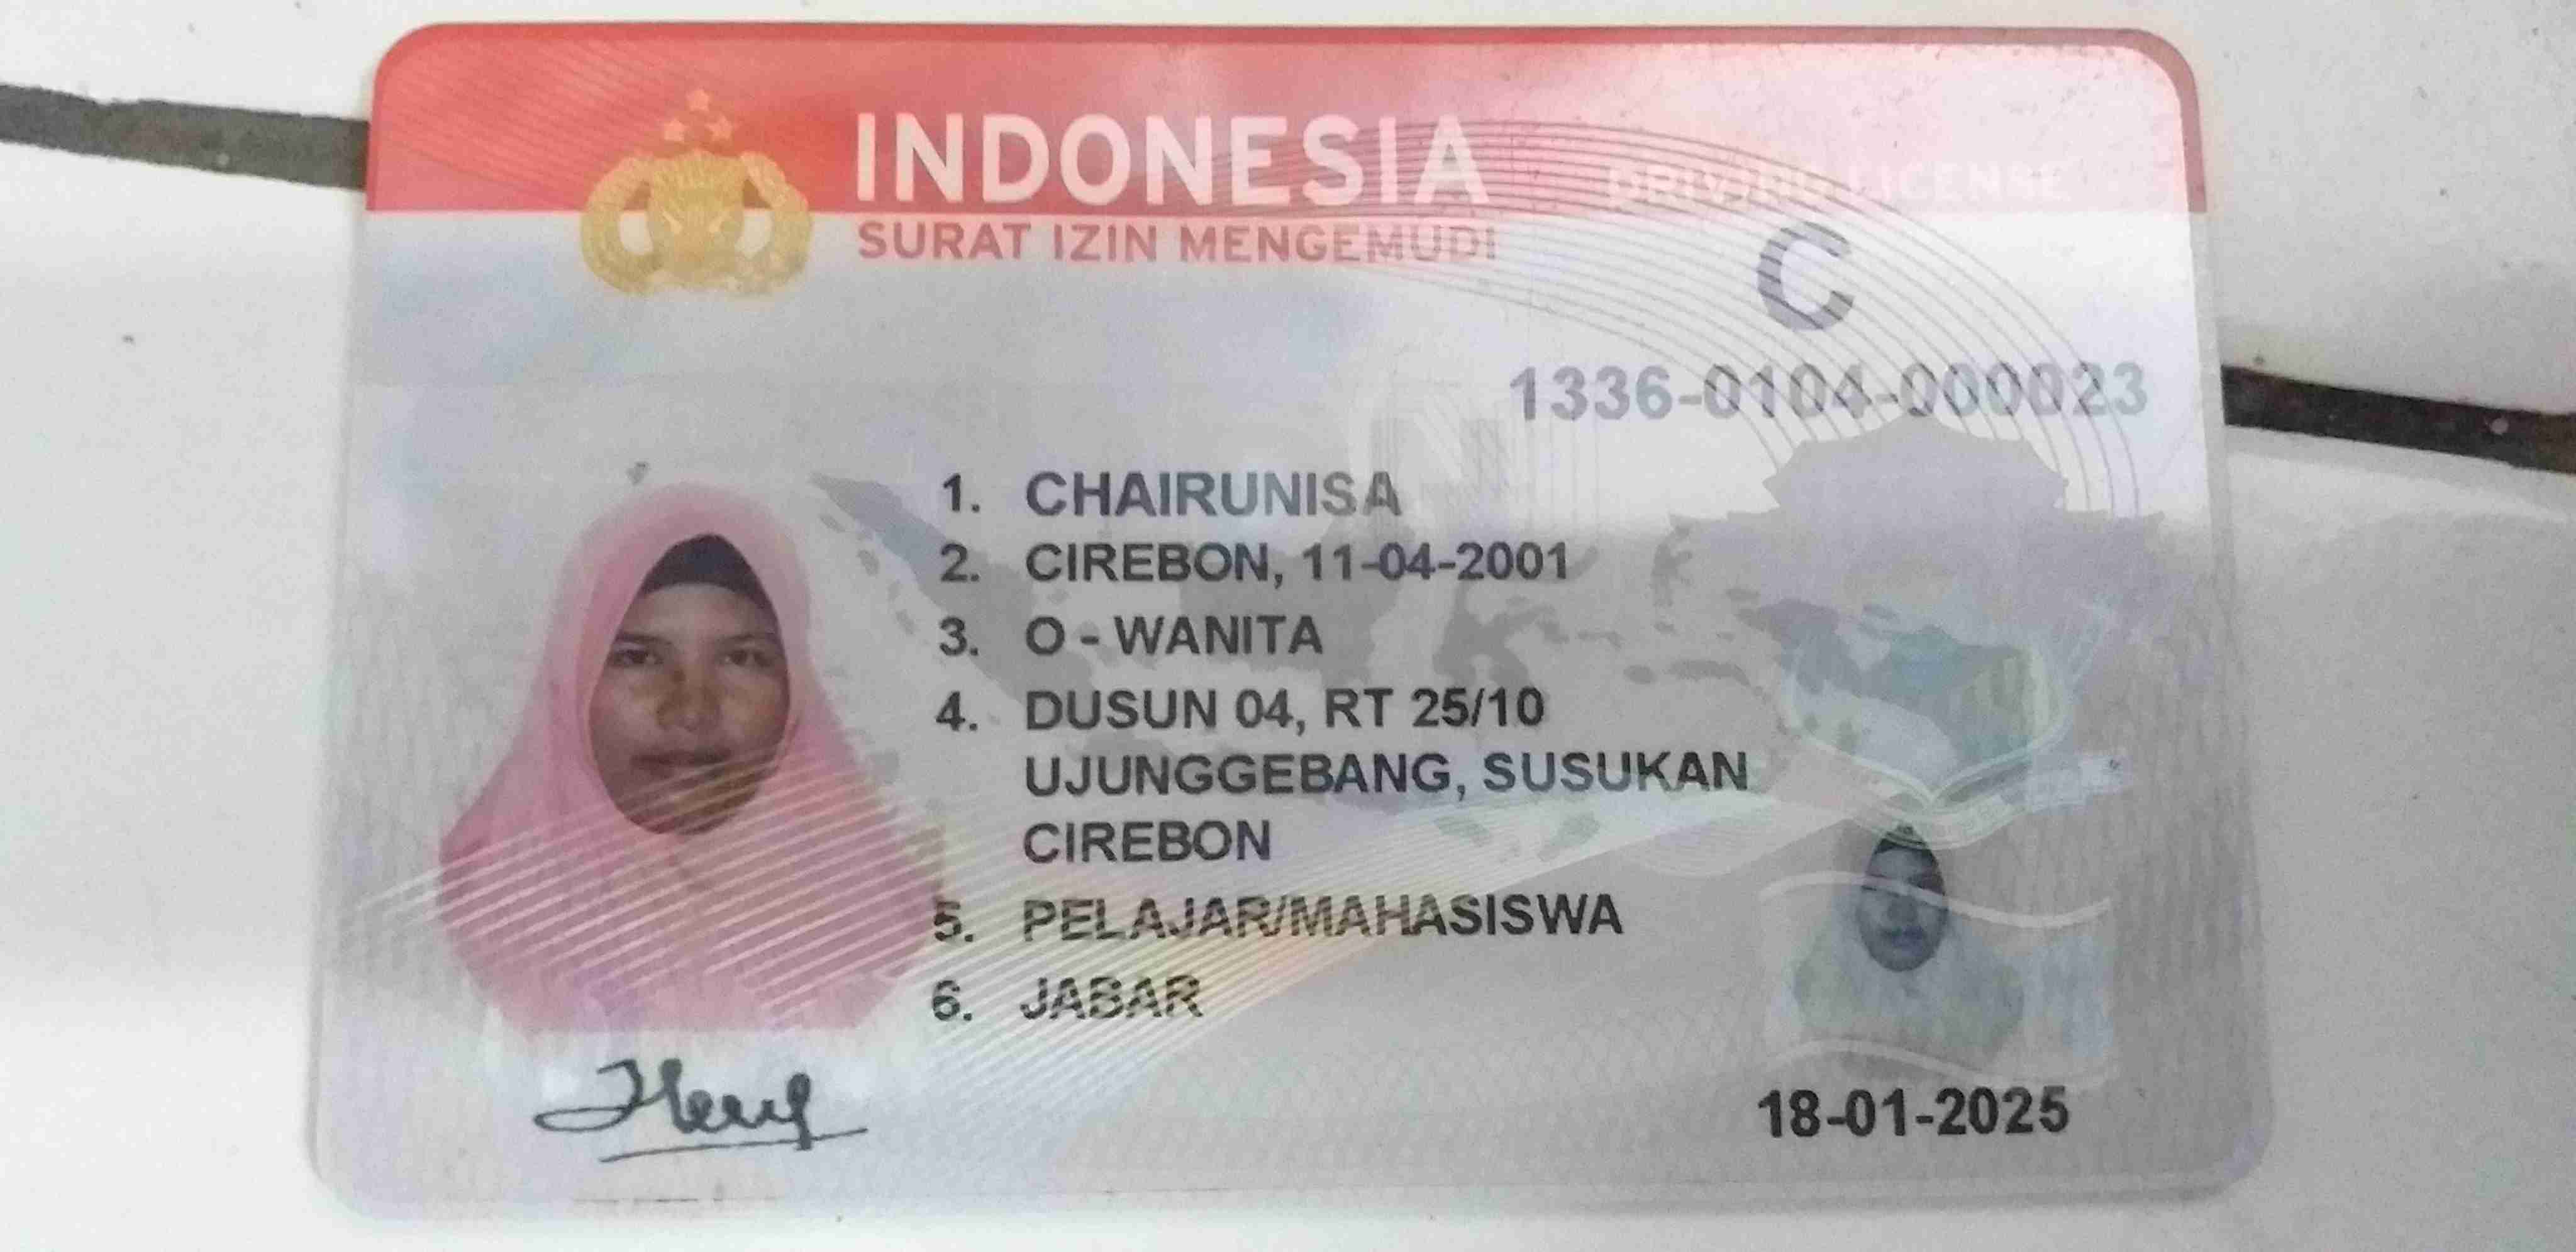 INDONESIA
SURAT IZIN MENGEMUDI
DRIVING LICENSE
C
1336-0104-000023
1. CHAIRUNISA
2. CIREBON, 11-04-2001
3. O - WANITA
4. DUSUN 04, RT 25/10
UJUNGGEBANG, SUSUKAN
CIREBON
5. PELAJAR/MAHASISWA
6. JABAR
18-01-2025